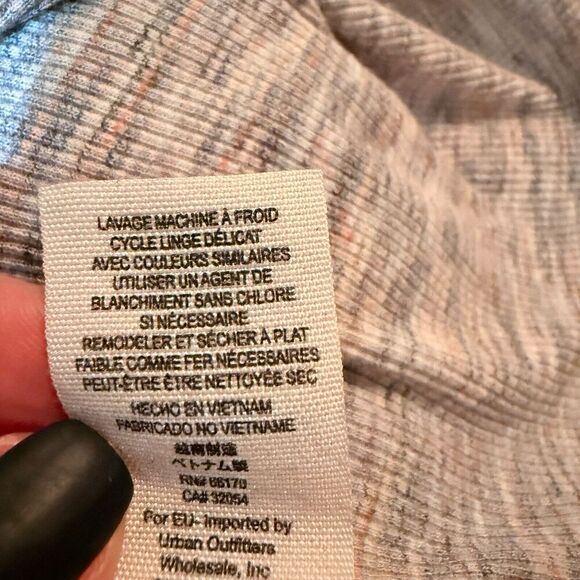 LAVAGE MACHINE À FROID
CYCLE LINGE DÉLICAT
AVEC COULEURS SIMILAIRES
UTILISER UN AGENT DE
BLANCHIMENT SANS CHLORE
SI NÉCESSAIRE
REMODELER ET SÉCHER À PLAT
FAIBLE COMME FER NÉCESSAIRES
PEUT-ÊTRE ÊTRE NETTOYÉE SEC
HECHO EN VIETNAM
FABRICADO NO VIETNAME
越南制造
ベトナム製
RN# 66170
CA# 32054
For EU- Imported by
Urban Outfitters
Wholesale, Inc